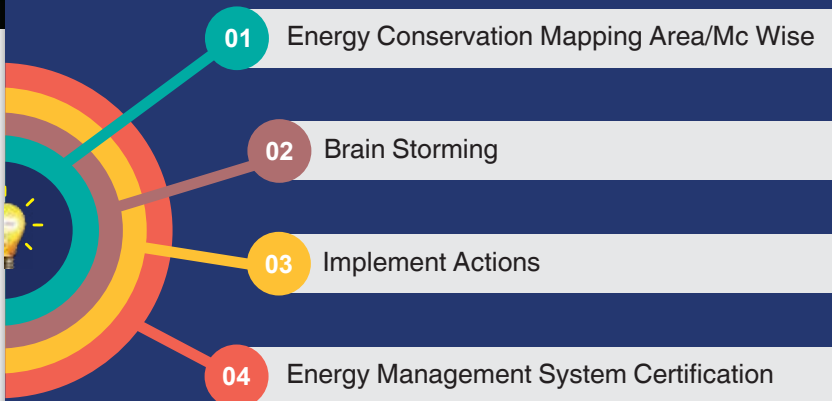 01 Energy Conservation Mapping Area/Mc Wise
02 Brain Storming
03 Implement Actions
04 Energy Management System Certification